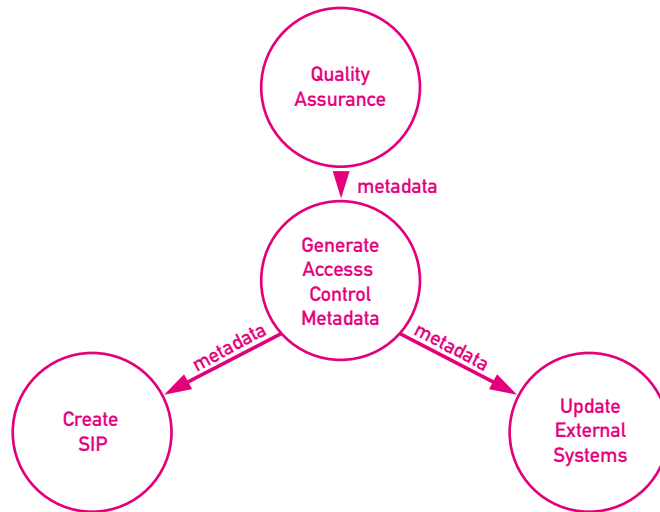 Quality
Assurance
metadata
Generate
Accesss
Control
Metadata
metadata
metadata
Create
SIP
Update
External
Systems